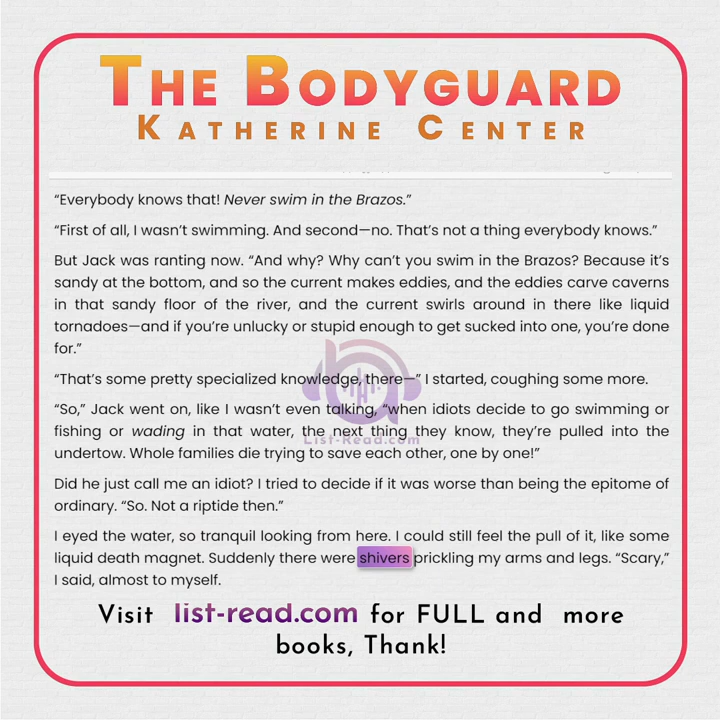 THE BODYGUARD
KATHERINE CENTER
“Everybody knows that! Never swim in the Brazos.”
“First of all, I wasn’t swimming. And second—no. That’s not a thing everybody knows.”
But Jack was ranting now. “And why? Why can’t you swim in the Brazos? Because it’s
sandy at the bottom, and so the current makes eddies, and the eddies carve caverns
in that sandy floor of the river, and the current swirls around in there like liquid
tornadoes—and if you’re unlucky or stupid enough to get sucked into one, you’re done
for.”
“That’s some pretty specialized knowledge, there—” I started, coughing some more.
“So,” Jack went on, like I wasn’t even talking, “when idiots decide to go swimming or
fishing or wading in that water, the next thing they know, they’re pulled into the
List-Read.com
undertow. Whole families die trying to save each other, one by one!”
Did he just call me an idiot? I tried to decide if it was worse than being the epitome of
ordinary. “So. Not a riptide then.”
I eyed the water, so tranquil looking from here. I could still feel the pull of it, like some
liquid death magnet. Suddenly there were shivers prickling my arms and legs. “Scary,”
I said, almost to myself.
Visit list-read.com for FULL and more
books, Thank!